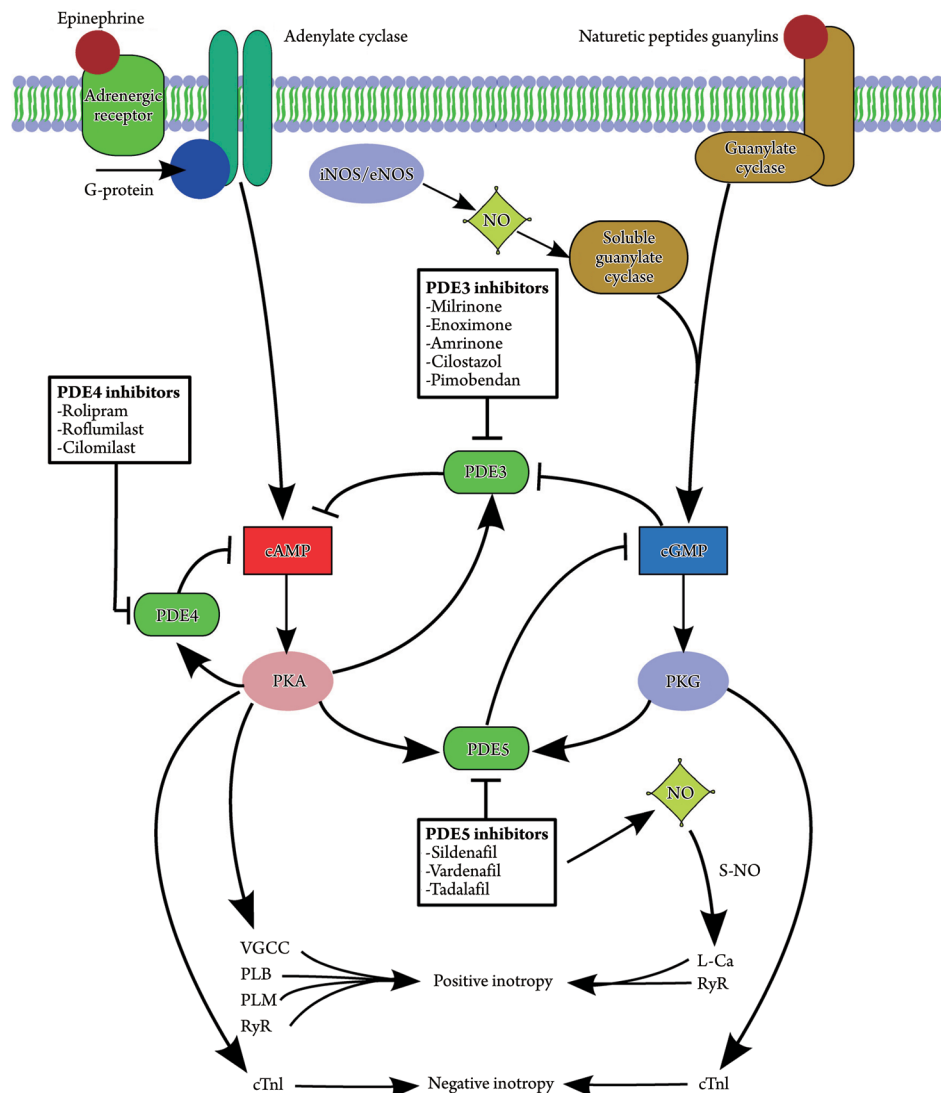 Epinephrine
Adenylate cyclase
Naturetic peptides guanylins
Adrenergic
receptor
G-protein
iNOS/eNOS
Guanylate
cyclase
NO
Soluble
guanylate
cyclase
PDE3 inhibitors
-Milrinone
-Enoximone
-Amrinone
-Cilostazol
-Pimobendan
PDE4 inhibitors
-Rolipram
-Roflumilast
-Cilomilast
PDE3
cAMP
cGMP
PDE4
PKA
PKG
PDE5
NO
PDE5 inhibitors
-Sildenafil
-Vardenafil
-Tadalafil
S-NO
VGCC
PLB
PLM
RyR
Positive inotropy
L-Ca
RyR
cTnl
Negative inotropy
cTnl